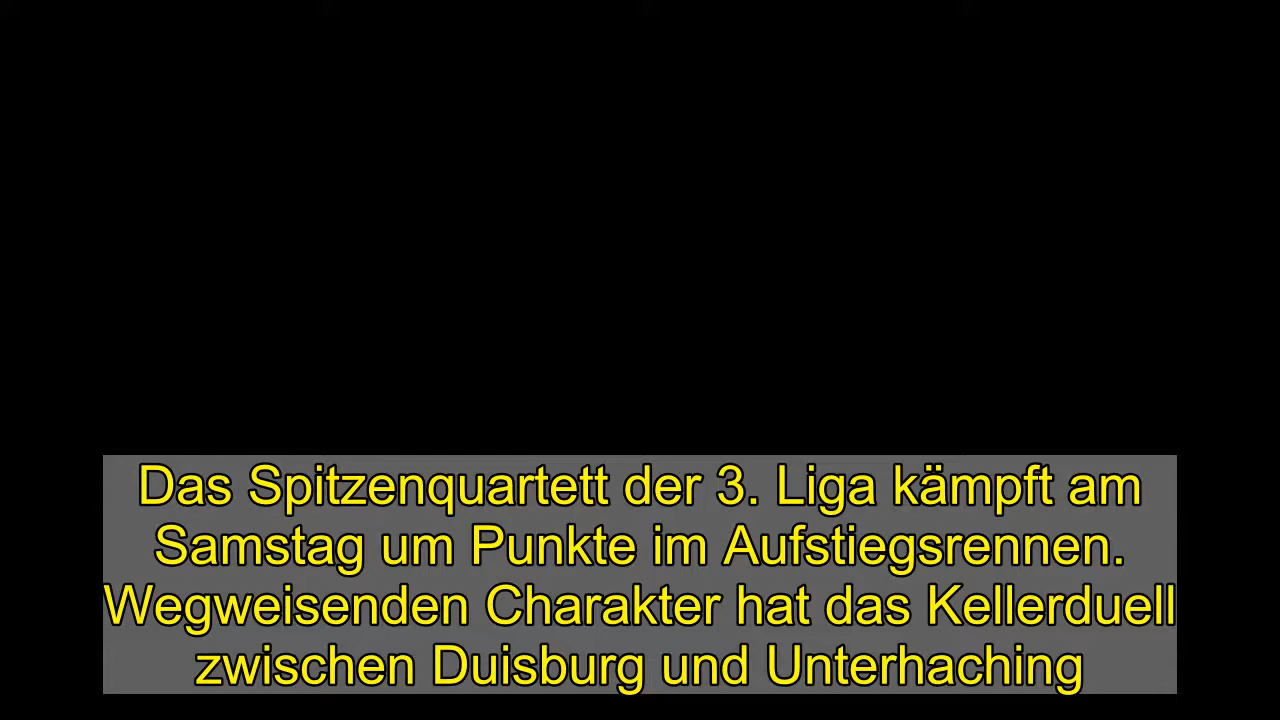 Das Spitzenquartett der 3. Liga kämpft am
Samstag um Punkte im Aufstiegsrennen.
Wegweisenden Charakter hat das Kellerduell
zwischen Duisburg und Unterhaching